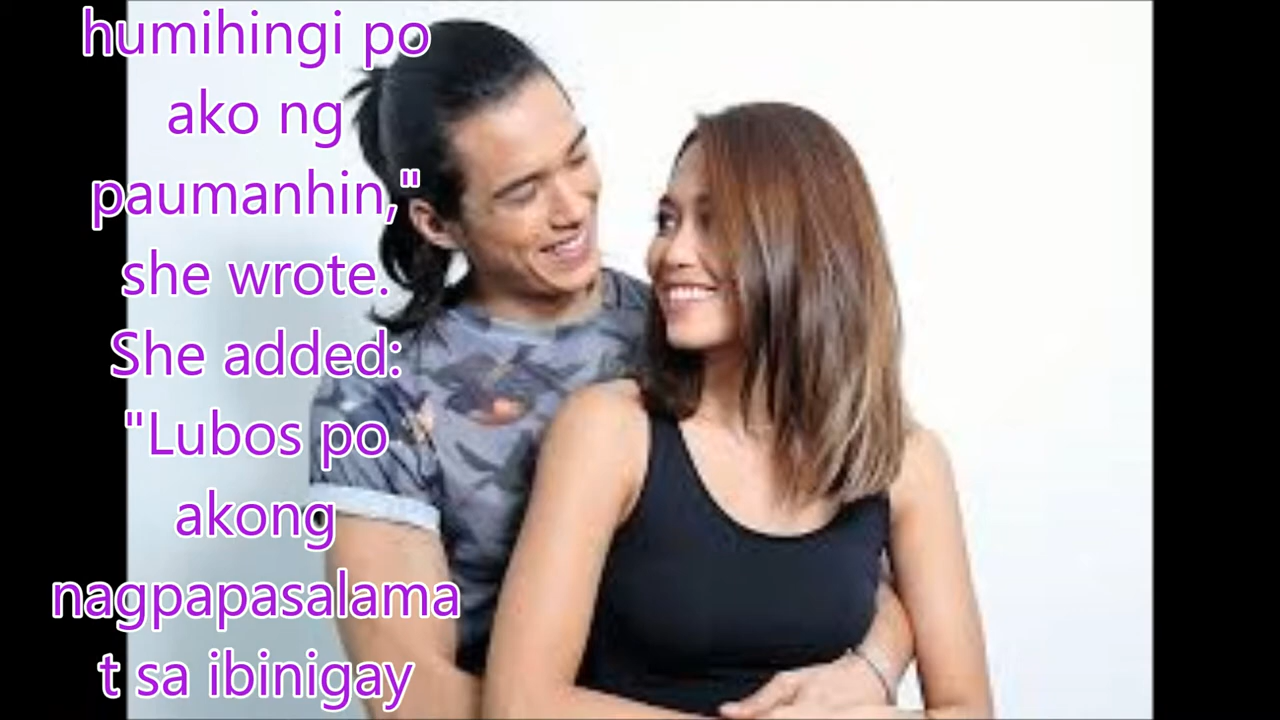 humihingi po
ako ng
paumanhin,"
she wrote.
She added:
"Lubos po
akong
nagpapasalama
t sa ibinigay